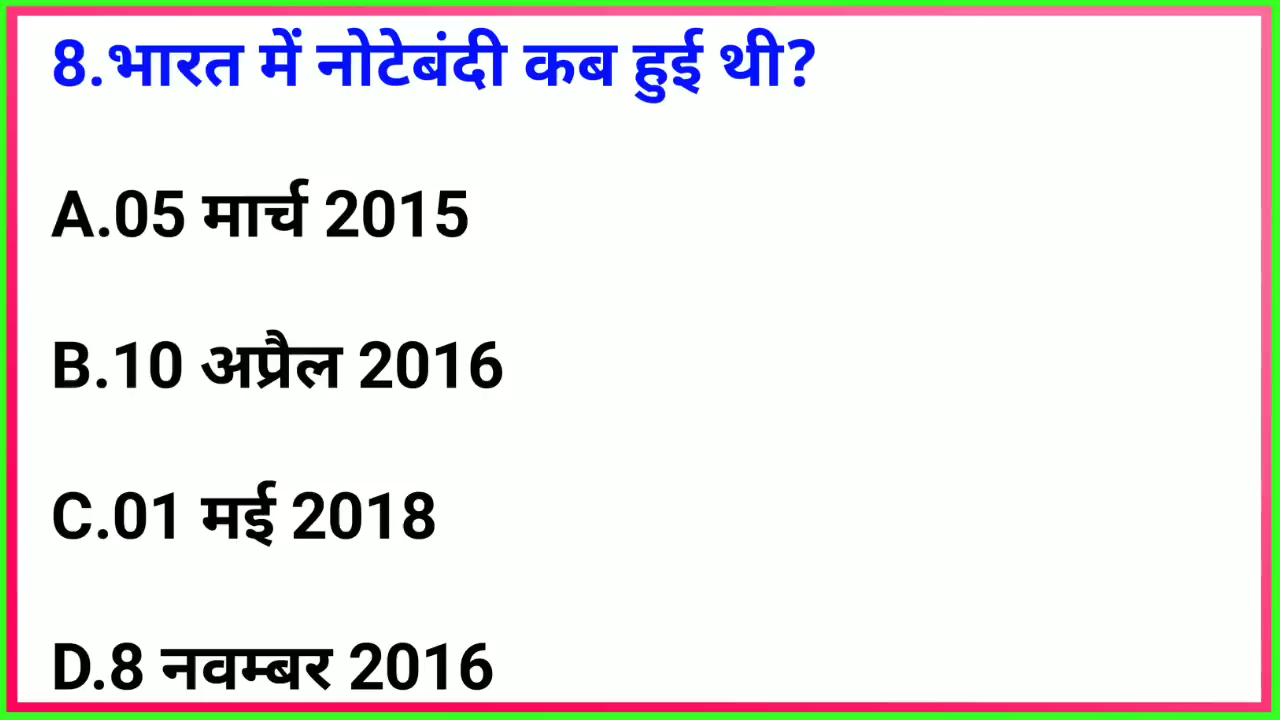 8.भारत में नोटेबंदी कब हुई थी?
A.05 मार्च 2015
B.10 अप्रैल 2016
C.01 मई 2018
D.8 नवम्बर 2016